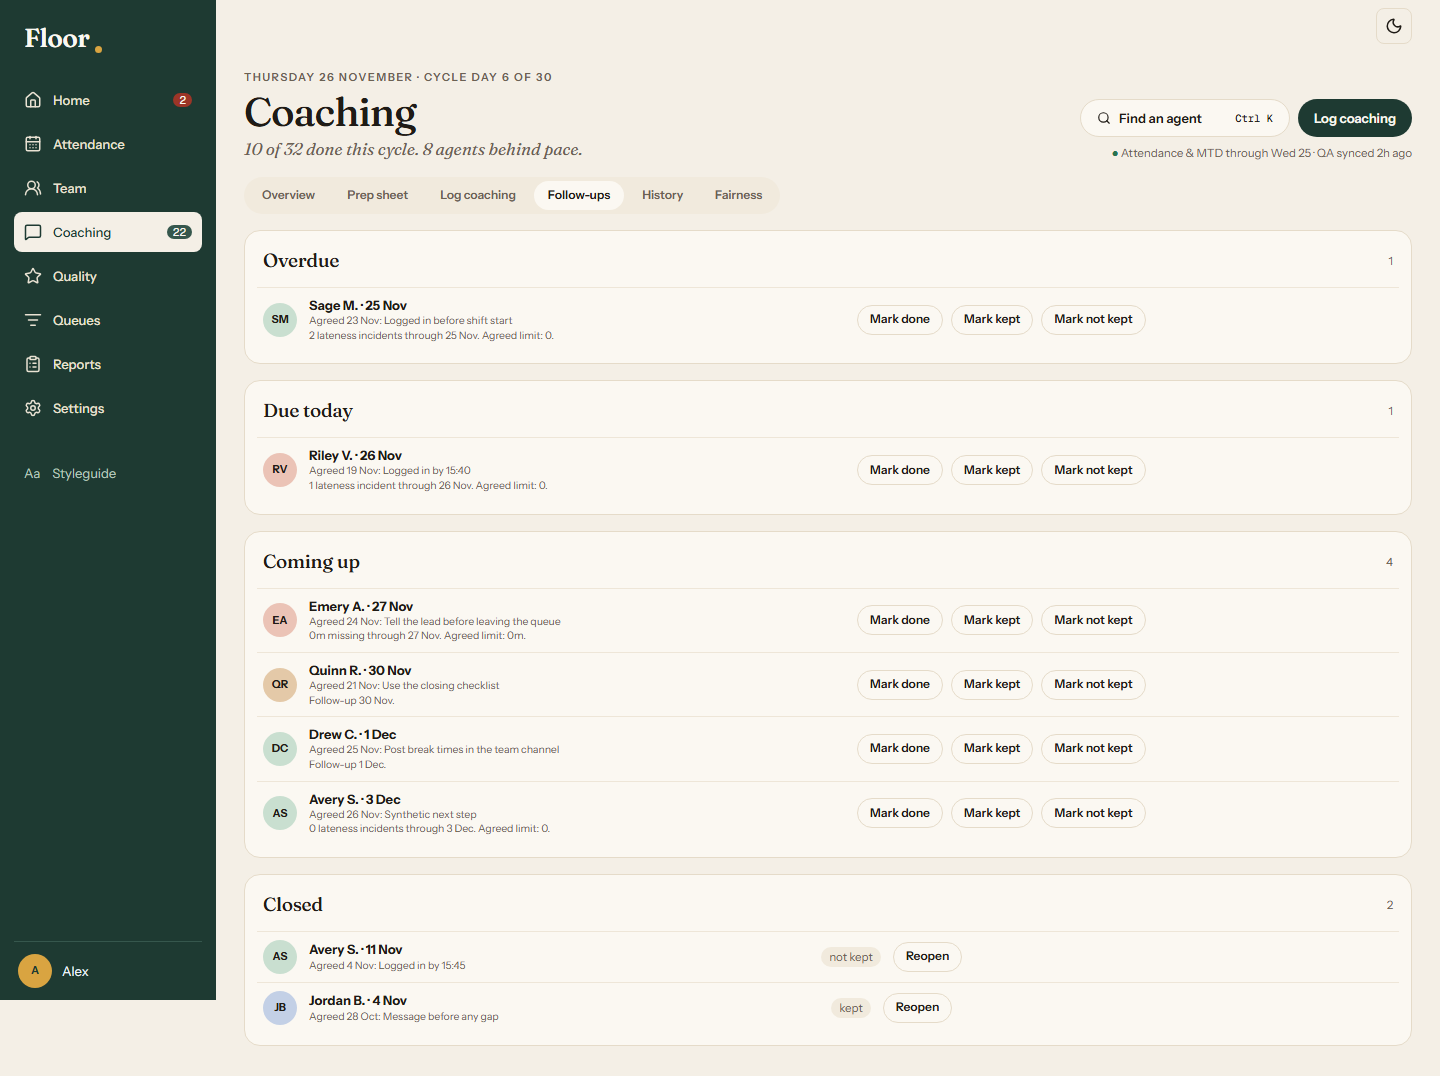 Floor.
Home 2
Attendance
Team
Coaching 22
Quality
Queues
Reports
Settings
Aa Styleguide
A Alex
THURSDAY 26 NOVEMBER · CYCLE DAY 6 OF 30
Coaching
10 of 32 done this cycle. 8 agents behind pace.
Find an agent Ctrl K
Log coaching
Attendance & MTD through Wed 25 · QA synced 2h ago
Overview Prep sheet Log coaching Follow-ups History Fairness
Overdue 1
SM
Sage M. · 25 Nov
Agreed 23 Nov: Logged in before shift start
2 lateness incidents through 25 Nov. Agreed limit: 0.
Mark done Mark kept Mark not kept
Due today 1
RV
Riley V. · 26 Nov
Agreed 19 Nov: Logged in by 15:40
1 lateness incident through 26 Nov. Agreed limit: 0.
Mark done Mark kept Mark not kept
Coming up 4
EA
Emery A. · 27 Nov
Agreed 24 Nov: Tell the lead before leaving the queue
0m missing through 27 Nov. Agreed limit: 0m.
Mark done Mark kept Mark not kept
QR
Quinn R. · 30 Nov
Agreed 21 Nov: Use the closing checklist
Follow-up 30 Nov.
Mark done Mark kept Mark not kept
DC
Drew C. · 1 Dec
Agreed 25 Nov: Post break times in the team channel
Follow-up 1 Dec.
Mark done Mark kept Mark not kept
AS
Avery S. · 3 Dec
Agreed 26 Nov: Synthetic next step
0 lateness incidents through 3 Dec. Agreed limit: 0.
Mark done Mark kept Mark not kept
Closed 2
AS
Avery S. · 11 Nov
Agreed 4 Nov: Logged in by 15:45
not kept Reopen
JB
Jordan B. · 4 Nov
Agreed 28 Oct: Message before any gap
kept Reopen